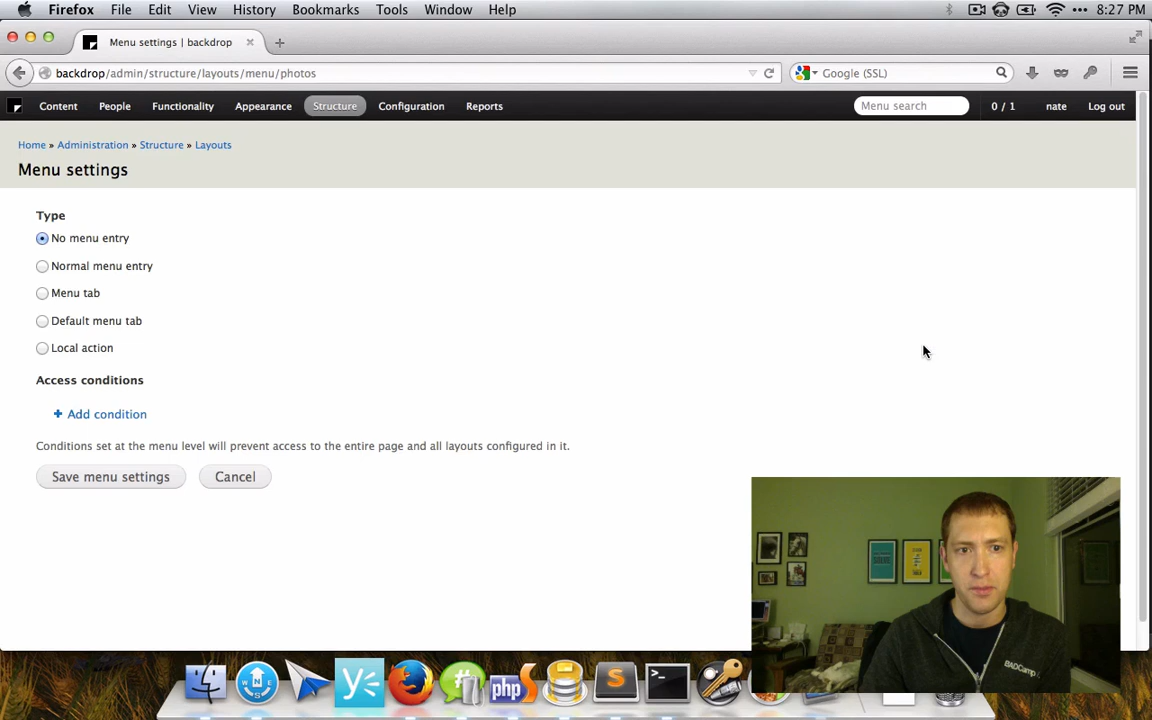 Firefox File Edit View History Bookmarks Tools Window Help 8:27 PM
Menu settings | backdrop
backdrop/admin/structure/layouts/menu/photos Google (SSL)
Content People Functionality Appearance Structure Configuration Reports Menu search 0 / 1 nate Log out
Home » Administration » Structure » Layouts
Menu settings
Type
No menu entry
Normal menu entry
Menu tab
Default menu tab
Local action
Access conditions
+ Add condition
Conditions set at the menu level will prevent access to the entire page and all layouts configured in it.
Save menu settings Cancel
BADCamp
php